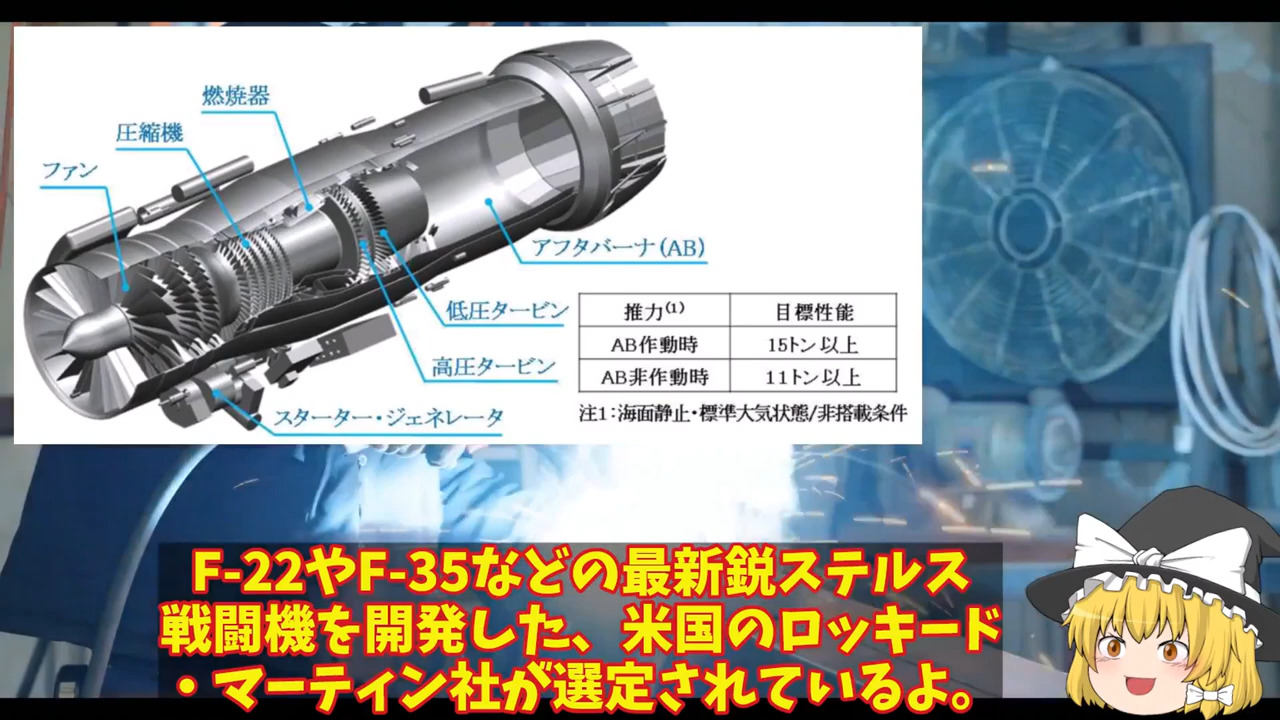 燃焼器
圧縮機
ファン
アフタバーナ(AB)
低圧タービン
高圧タービン
スターター・ジェネレータ
推力(1) 目標性能
AB作動時 15トン以上
AB非作動時 11トン以上
注1:海面静止・標準大気状態/非搭載条件
F-22やF-35などの最新鋭ステルス
戦闘機を開発した、米国のロッキード
・マーティン社が選定されているよ。